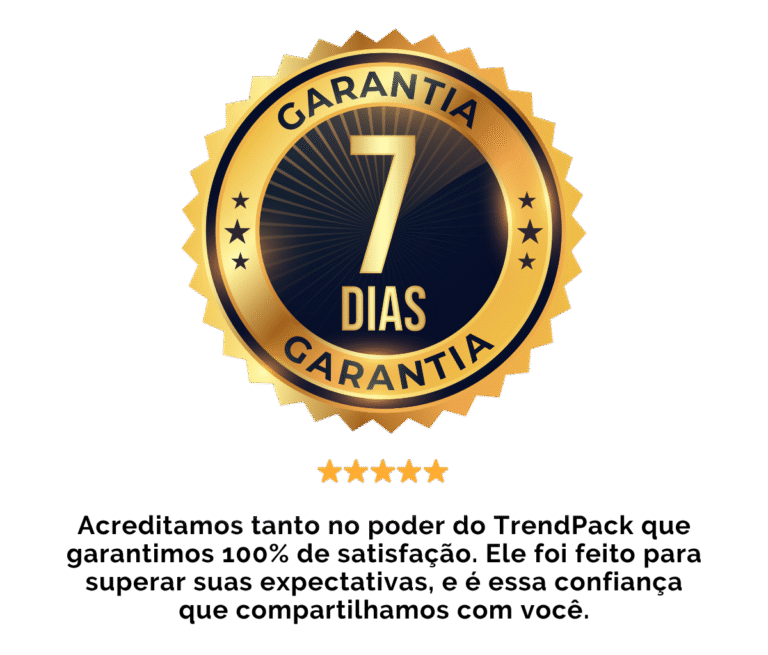 GARANTIA
7
DIAS
GARANTIA
Acreditamos tanto no poder do TrendPack que
garantimos 100% de satisfação. Ele foi feito para
superar suas expectativas, e é essa confiança
que compartilhamos com você.